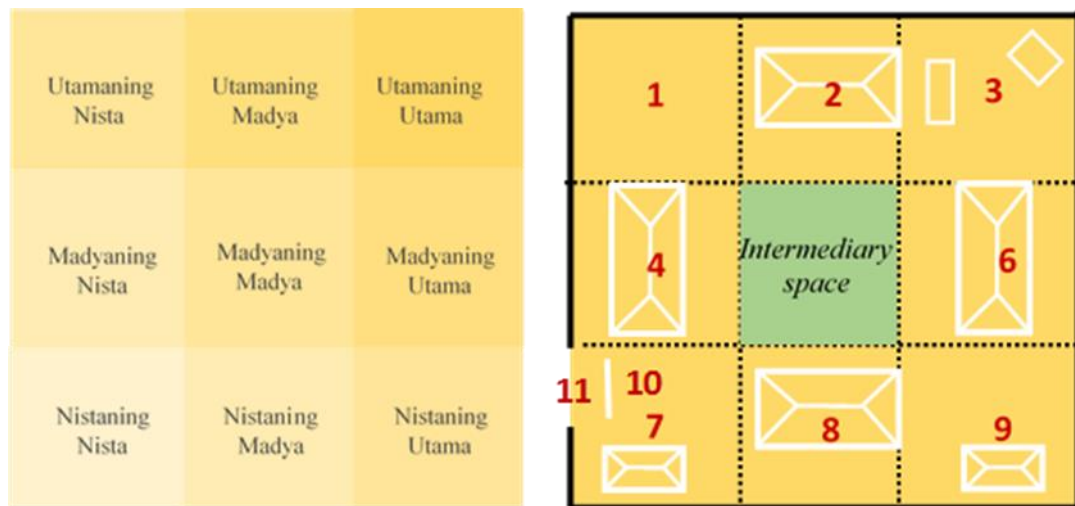 Utamaning
Nista
Utamaning
Madya
Utamaning
Utama
Madyaning
Nista
Madyaning
Madya
Madyaning
Utama
Nistaning
Nista
Nistaning
Madya
Nistaning
Utama
1
2
3
4
Intermediary
space
6
11
10
7
8
9